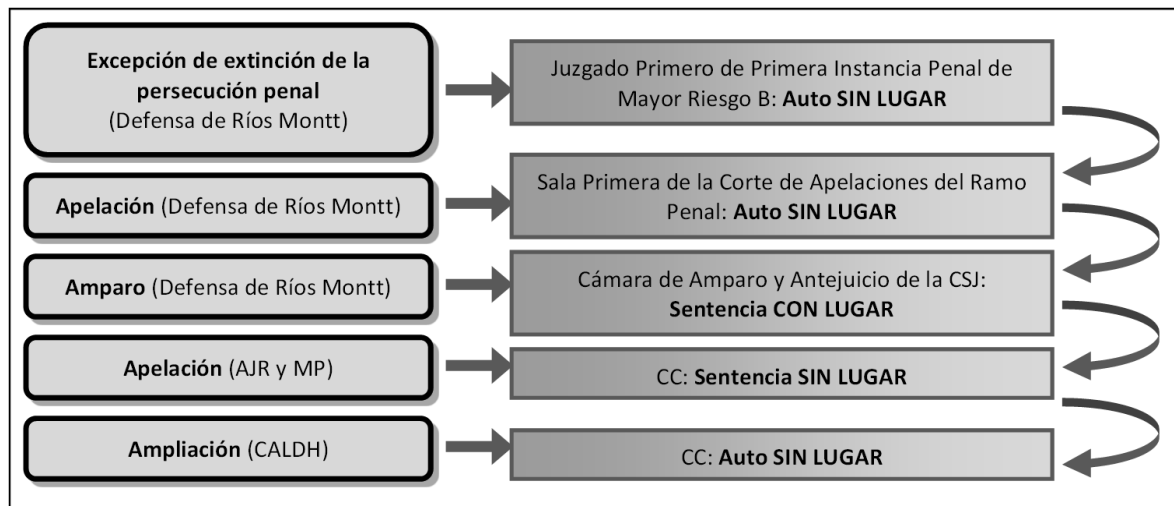 Excepción de extinción de la
persecución penal
(Defensa de Ríos Montt)
Juzgado Primero de Primera Instancia Penal de
Mayor Riesgo B: Auto SIN LUGAR
Apelación (Defensa de Ríos Montt)
Sala Primera de la Corte de Apelaciones del Ramo
Penal: Auto SIN LUGAR
Amparo (Defensa de Ríos Montt)
Cámara de Amparo y Antejuicio de la CSJ:
Sentencia CON LUGAR
Apelación (AJR y MP)
CC: Sentencia SIN LUGAR
Ampliación (CALDH)
CC: Auto SIN LUGAR